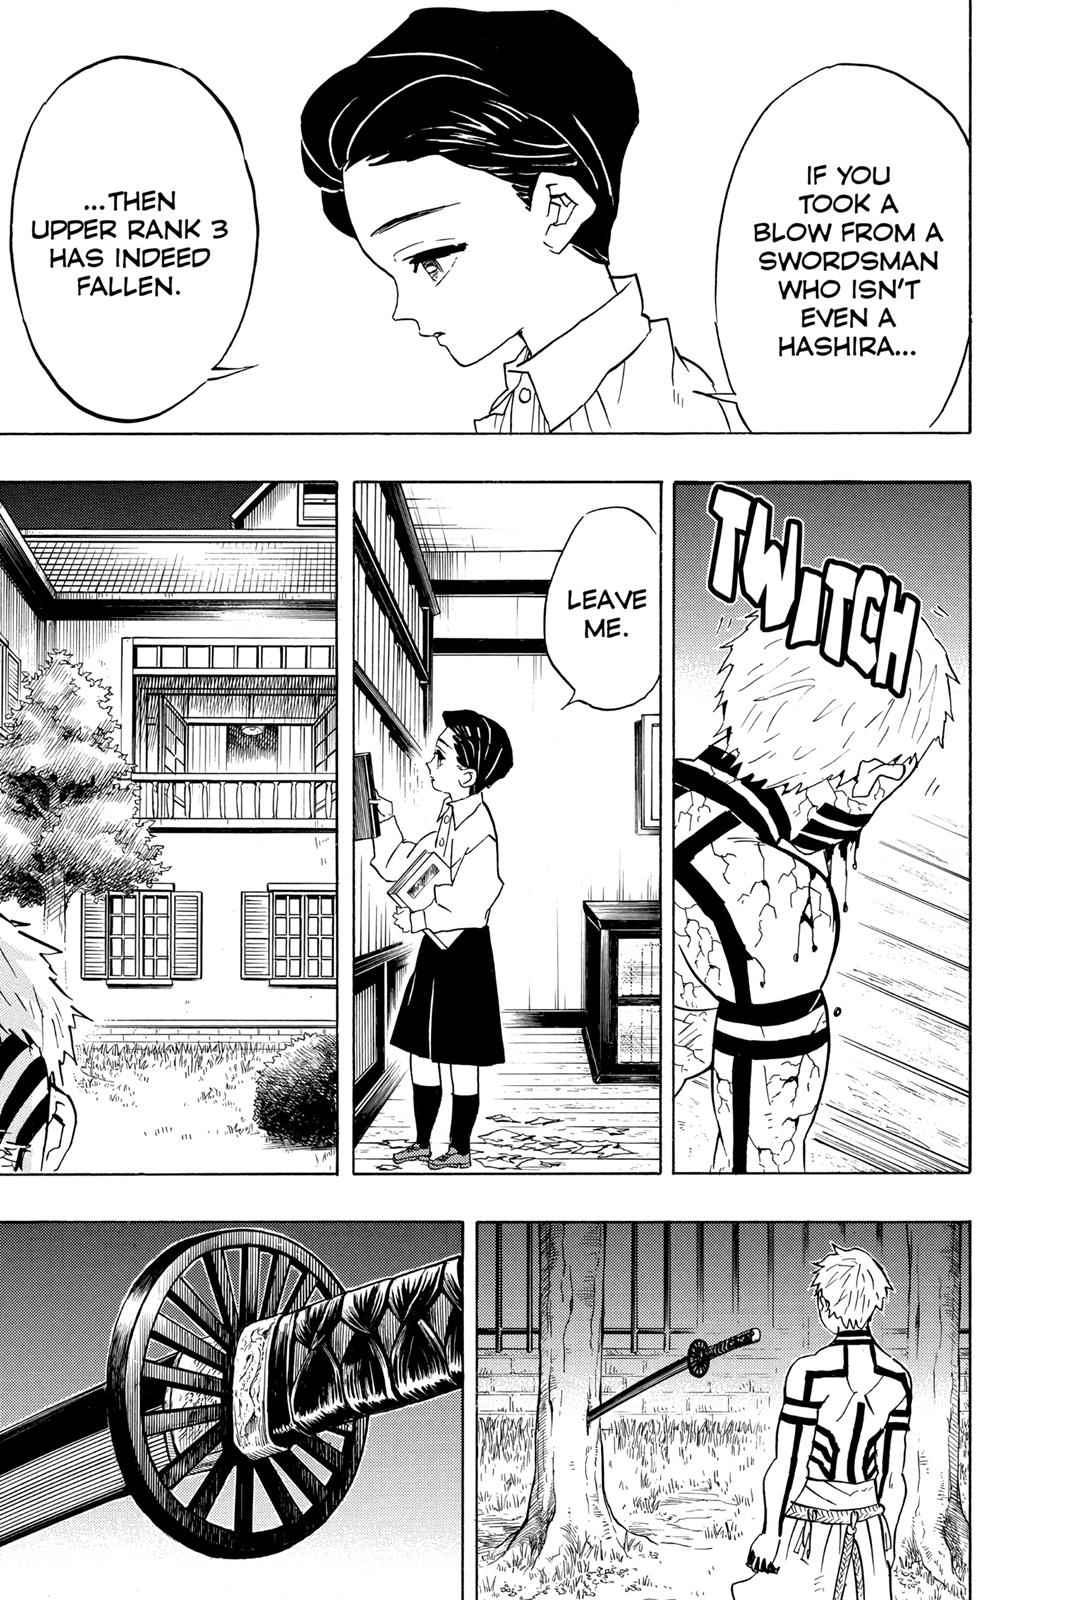 IF YOU
TOOK A
BLOW FROM A
SWORDSMAN
WHO ISN'T
EVEN A
HASHIRA...
...THEN
UPPER RANK 3
HAS INDEED
FALLEN.
TWITCH
LEAVE
ME.